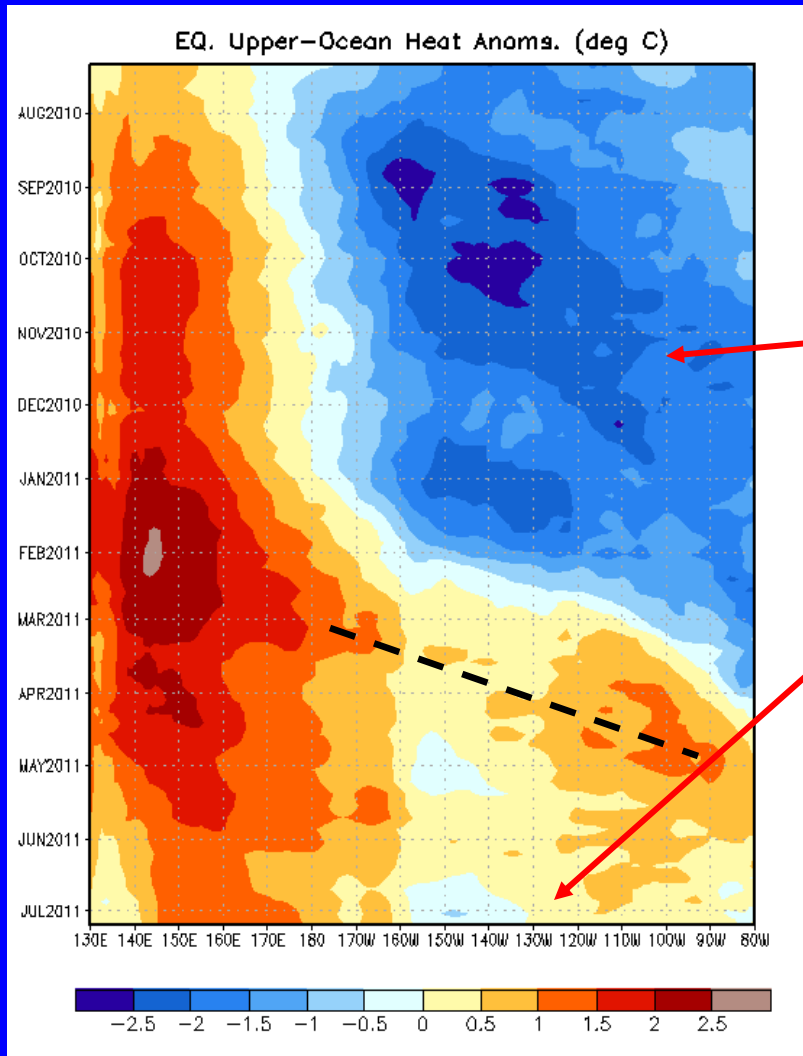 EQ. Upper-Ocean Heat Anoms. (deg C)
AUG2010
SEP2010
OCT2010
NOV2010
DEC2010
JAN2011
FEB2011
MAR2011
APR2011
MAY2011
JUN2011
JUL2011
130E 140E 150E 160E 170E 180 170W 160W 150W 140W 130W 120W 110W 100W 90W 80W
-2.5 -2 -1.5 -1 -0.5 0 0.5 1 1.5 2 2.5